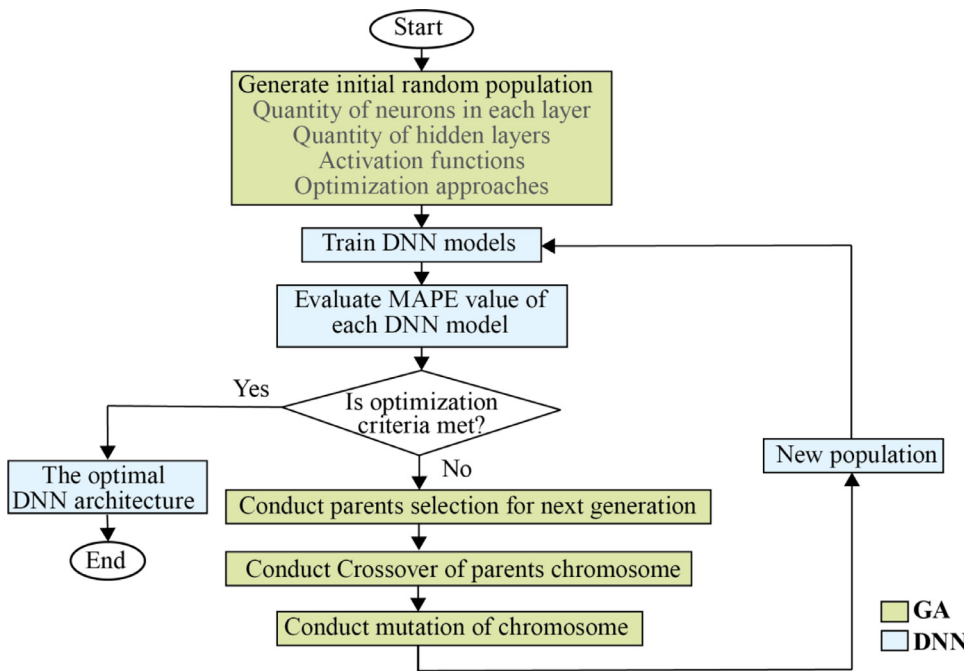 Start
Generate initial random population
Quantity of neurons in each layer
Quantity of hidden layers
Activation functions
Optimization approaches
Train DNN models
Evaluate MAPE value of
each DNN model
Is optimization
criteria met?
Yes
The optimal
DNN architecture
End
No
Conduct parents selection for next generation
Conduct Crossover of parents chromosome
Conduct mutation of chromosome
New population
GA
DNN